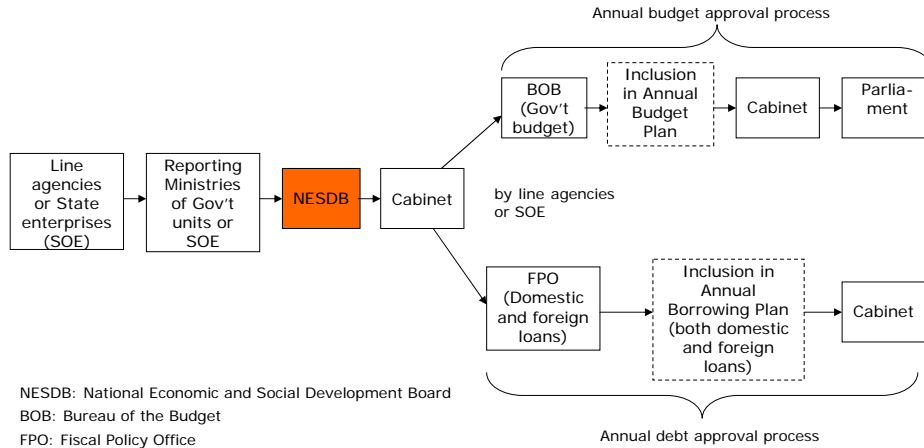 Annual budget approval process
BOB
(Gov't
budget)
Inclusion
in Annual
Budget
Plan
Cabinet
Parlia-
ment
Line
agencies
or State
enterprises
(SOE)
Reporting
Ministries
of Gov't
units or
SOE
NESDB
Cabinet
by line agencies
or SOE
FPO
(Domestic
and foreign
loans)
Inclusion in
Annual
Borrowing Plan
(both domestic
and foreign
loans)
Cabinet
NESDB: National Economic and Social Development Board
BOB: Bureau of the Budget
FPO: Fiscal Policy Office
Annual debt approval process